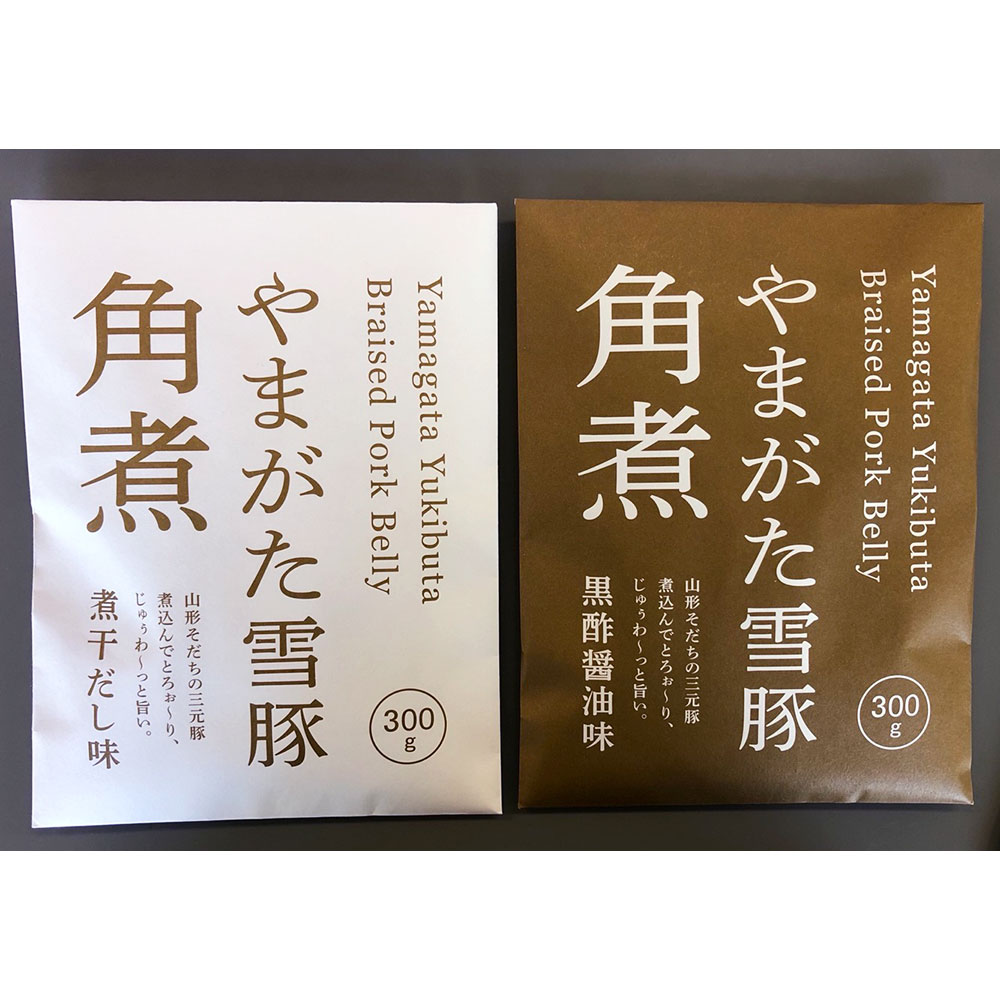 Yamagata Yukibuta
Braised Pork Belly
やまがた雪豚
角煮
山形そだちの三元豚
煮込んでとろぉ〜り、
じゅぅわ〜っと旨い。
煮干だし味
300
g
Yamagata Yukibuta
Braised Pork Belly
やまがた雪豚
角煮
山形そだちの三元豚
煮込んでとろぉ〜り、
じゅぅわ〜っと旨い。
黒酢醤油味
300
g